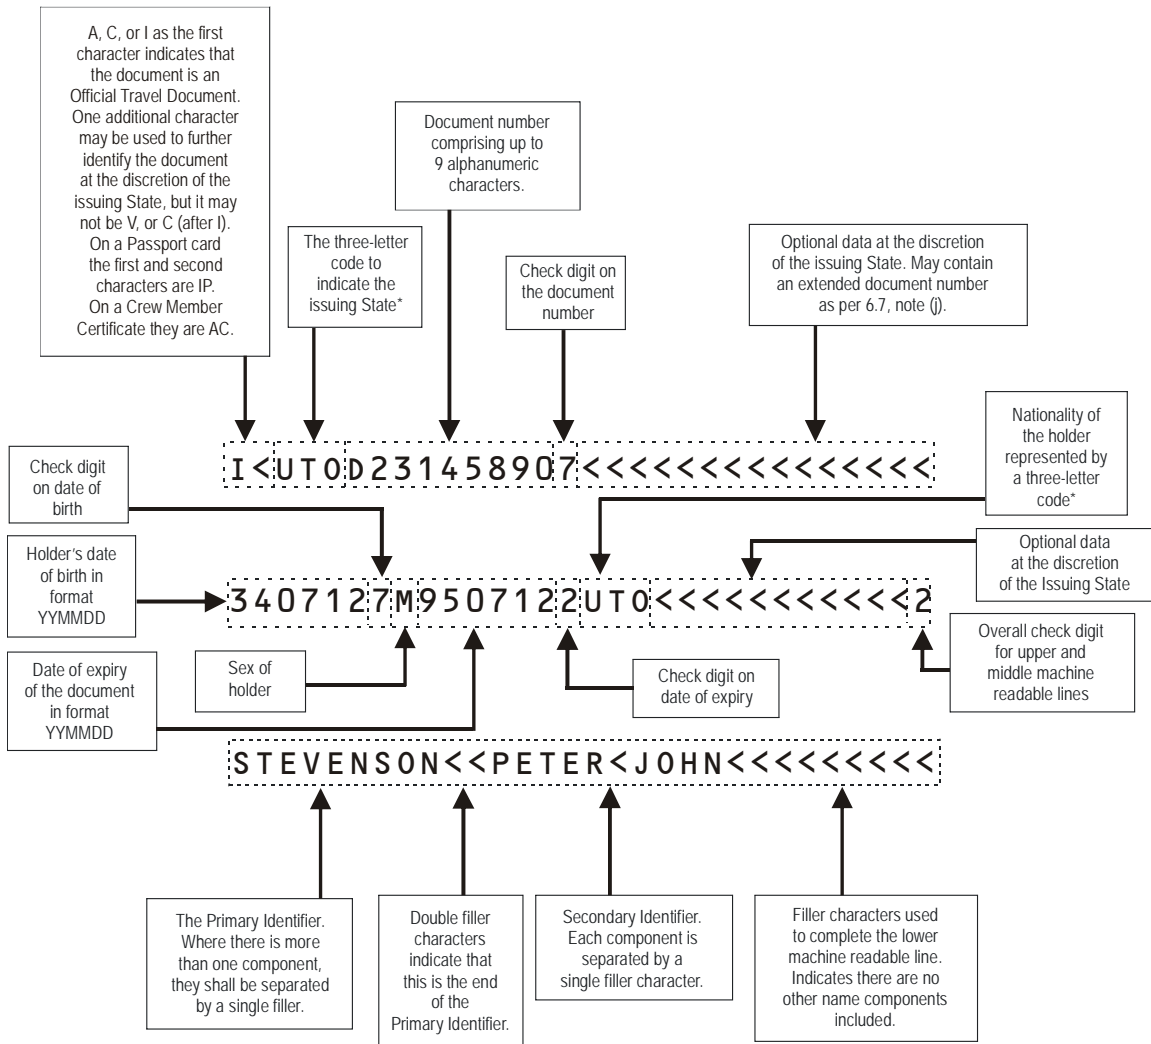 A, C, or I as the first
character indicates that
the document is an
Official Travel Document.
One additional character
may be used to further
identify the document
at the discretion of the
issuing State, but it may
not be V, or C (after I).
On a Passport card
the first and second
characters are IP.
On a Crew Member
Certificate they are AC.
The three-letter
code to
indicate the
issuing State*
Document number
comprising up to
9 alphanumeric
characters.
Check digit on
the document
number
Optional data at the discretion
of the issuing State. May contain
an extended document number
as per 6.7, note (j).
Nationality of
the holder
represented by
a three-letter
code*
I<UTOD231458907<<<<<<<<<<<<<<<
Check digit
on date of
birth
Holder's date
of birth in
format
YYMMDD
Optional data
at the discretion
of the Issuing State
3407127M9507122UTO<<<<<<<<<<<2
Date of expiry
of the document
in format
YYMMDD
Sex of
holder
Check digit on
date of expiry
Overall check digit
for upper and
middle machine
readable lines
STEVENSON<<PETER<JOHN<<<<<<<<<
The Primary Identifier.
Where there is more
than one component,
they shall be separated
by a single filler.
Double filler
characters
indicate that
this is the end
of the
Primary Identifier.
Secondary Identifier.
Each component is
separated by a
single filler character.
Filler characters used
to complete the lower
machine readable line.
Indicates there are no
other name components
included.